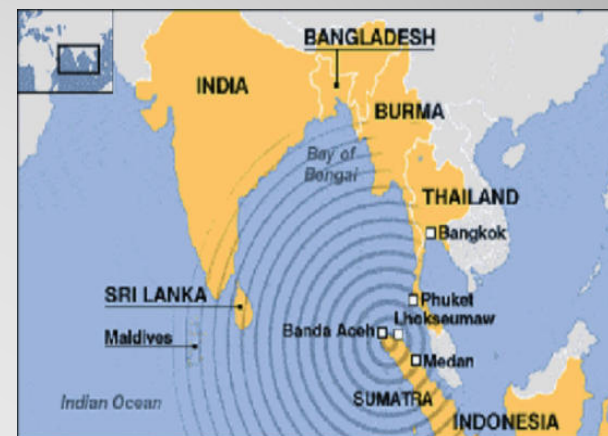 BANGLADESH
INDIA
BURMA
Bay of
Bengal
THAILAND
Bangkok
SRI LANKA
Phuket
Lhokseumaw
Banda Aceh
Maldives
Medan
Indian Ocean
SUMATRA
INDONESIA